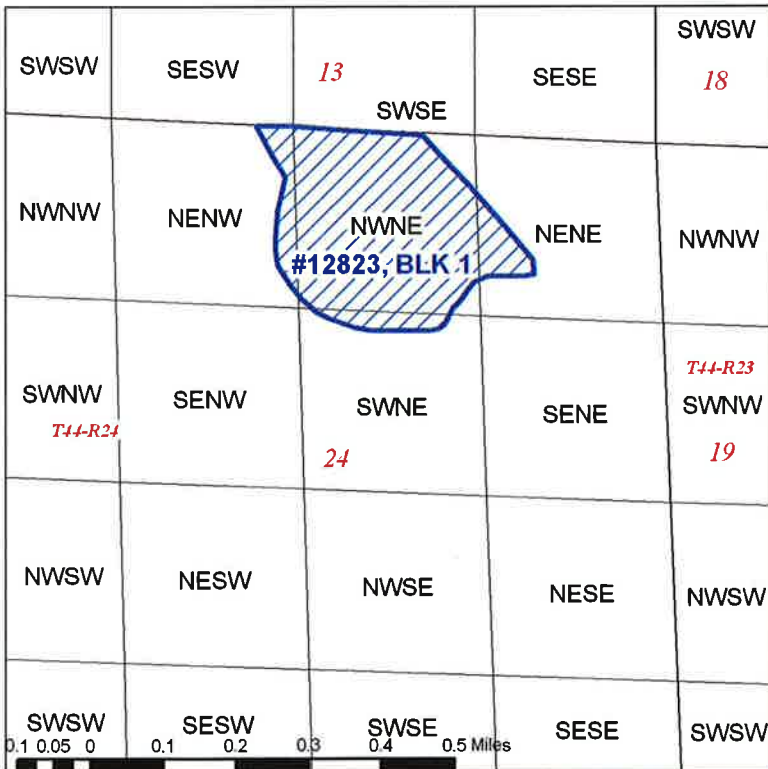 SWSW
SESW
13
SWSE
SESE
SWSW
18
NWNW
NENW
NWNE
NENE
NWNW
#12823, BLK 1
SWNW
T44-R24
SENW
SWNE
24
SENE
T44-R23
SWNW
19
NWSW
NESW
NWSE
NESE
NWSW
SWSW
SESW
SWSE
SESE
SWSW
0.1 0.05 0 0.1 0.2 0.3 0.4 0.5 Miles